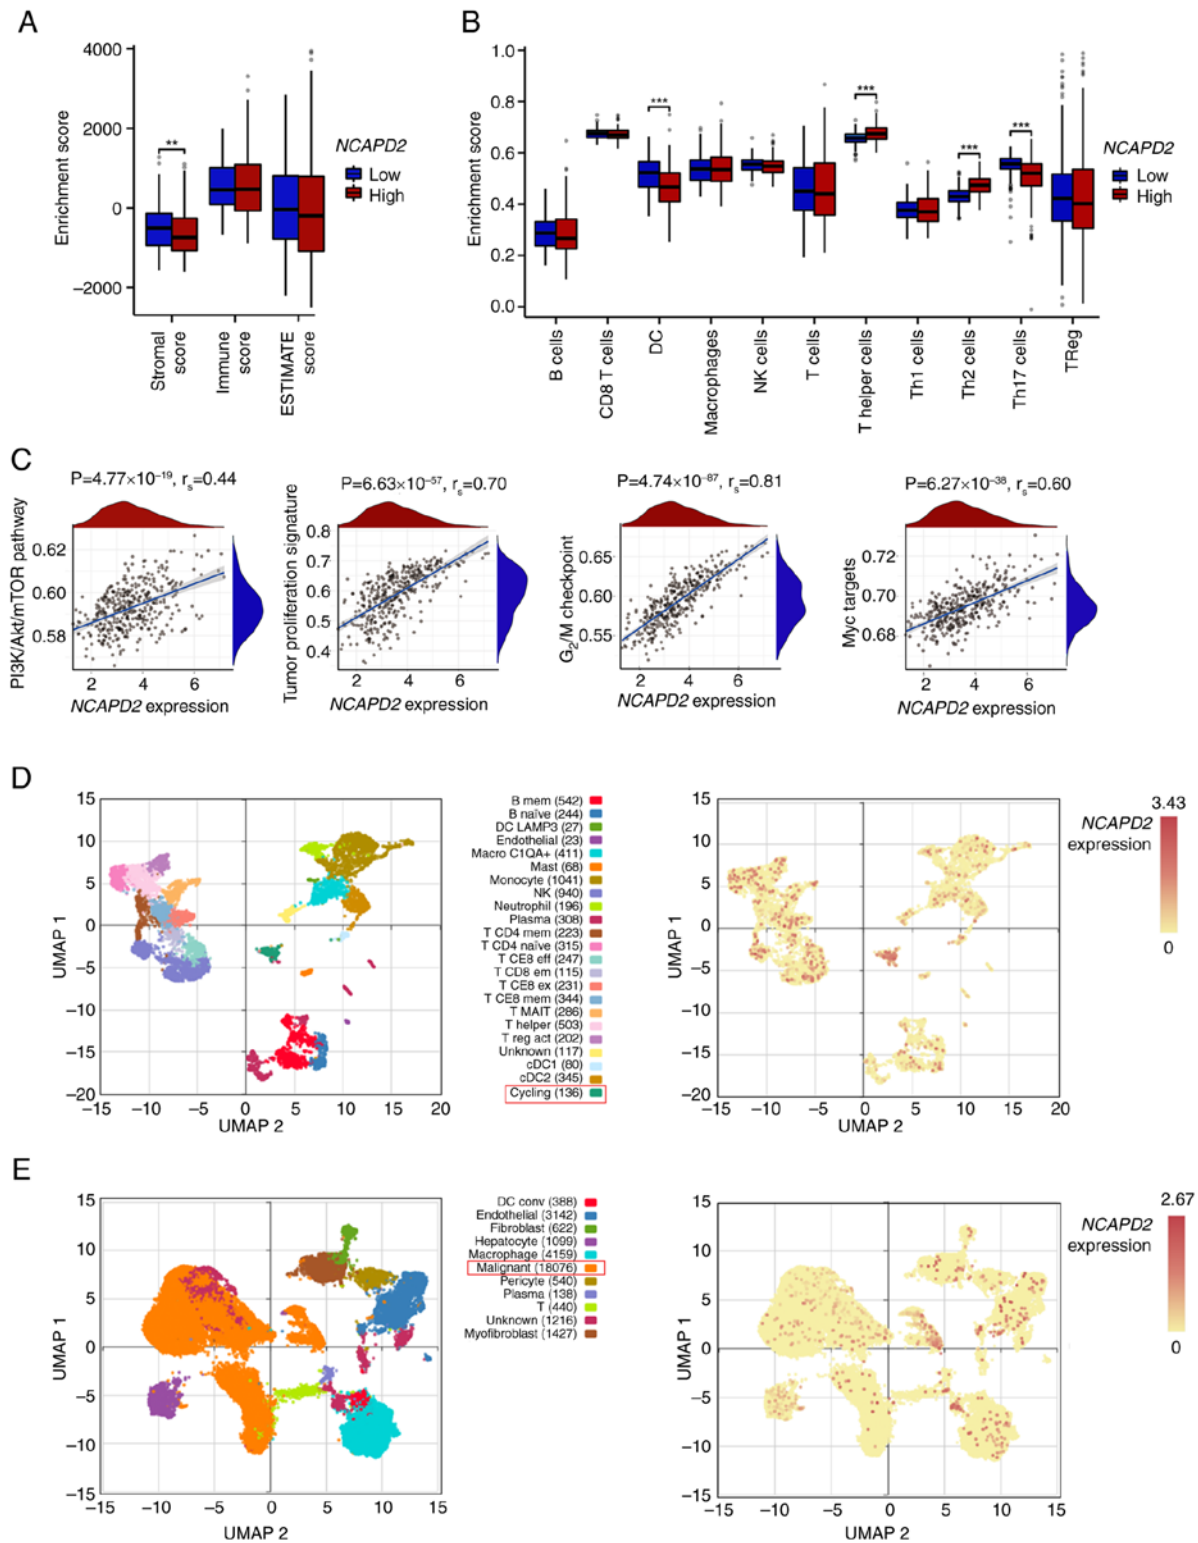 A
4000
2000
0
−2000
Enrichment score
**
NCAPD2
Low
High
Stromal score
Immune score
ESTIMATE score
B
1.0
0.8
0.6
0.4
0.2
0.0
Enrichment score
***
***
***
***
NCAPD2
Low
High
B cells
CD8 T cells
DC
Macrophages
NK cells
T cells
T helper cells
Th1 cells
Th2 cells
Th17 cells
TReg
C
P=4.77×10−19, rs=0.44
PI3K/Akt/mTOR pathway
0.62
0.60
0.58
2 4 6
NCAPD2 expression
P=6.63×10−57, rs=0.70
Tumor proliferation signature
0.8
0.7
0.6
0.5
0.4
2 4 6
NCAPD2 expression
P=4.74×10−87, rs=0.81
G2/M checkpoint
0.65
0.60
0.55
2 4 6
NCAPD2 expression
P=6.27×10−38, rs=0.60
Myc targets
0.72
0.70
0.68
2 4 6
NCAPD2 expression
D
15
10
5
0
−5
−10
−15
−20
UMAP 1
−15 −10 −5 0 5 10 15 20
UMAP 2
B mem (542)
B naïve (244)
DC LAMP3 (27)
Endothelial (23)
Macro C1QA+ (411)
Mast (68)
Monocyte (1041)
NK (940)
Neutrophil (196)
Plasma (308)
T CD4 mem (223)
T CD4 naïve (315)
T CE8 eff (247)
T CD8 em (115)
T CE8 ex (231)
T CE8 mem (344)
T MAIT (286)
T helper (503)
T reg act (202)
Unknown (117)
cDC1 (80)
cDC2 (345)
Cycling (136)
15
10
5
0
−5
−10
−15
−20
UMAP 1
−15 −10 −5 0 5 10 15 20
UMAP 2
3.43
NCAPD2
expression
0
E
15
10
5
0
−5
−10
−15
UMAP 1
−15 −10 −5 0 5 10 15
UMAP 2
DC conv (388)
Endothelial (3142)
Fibroblast (622)
Hepatocyte (1099)
Macrophage (4159)
Malignant (18076)
Pericyte (540)
Plasma (138)
T (440)
Unknown (1216)
Myofibroblast (1427)
15
10
5
0
−5
−10
−15
UMAP 1
−15 −10 −5 0 5 10 15
UMAP 2
2.67
NCAPD2
expression
0